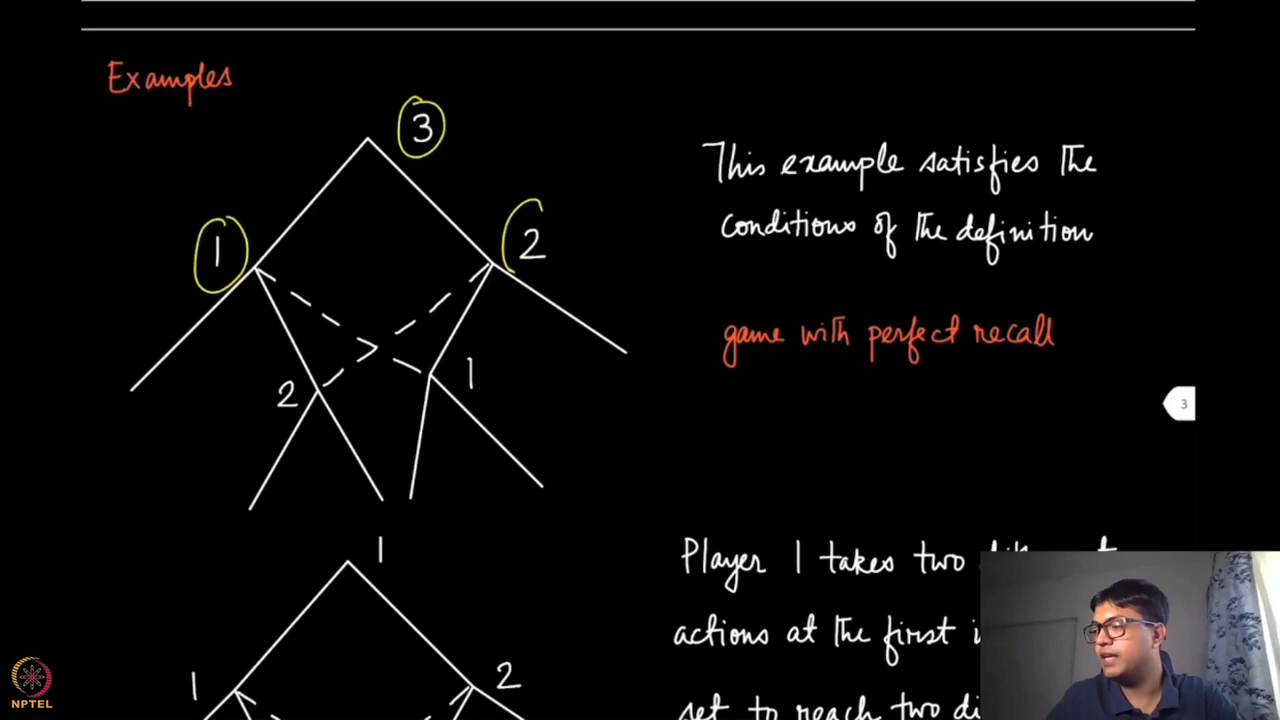 Examples
3
This example satisfies the
conditions of the definition
1
2
game with perfect recall
1
2
3
1
Player 1 takes two
actions at the first
1
2
set to reach two
NPTEL